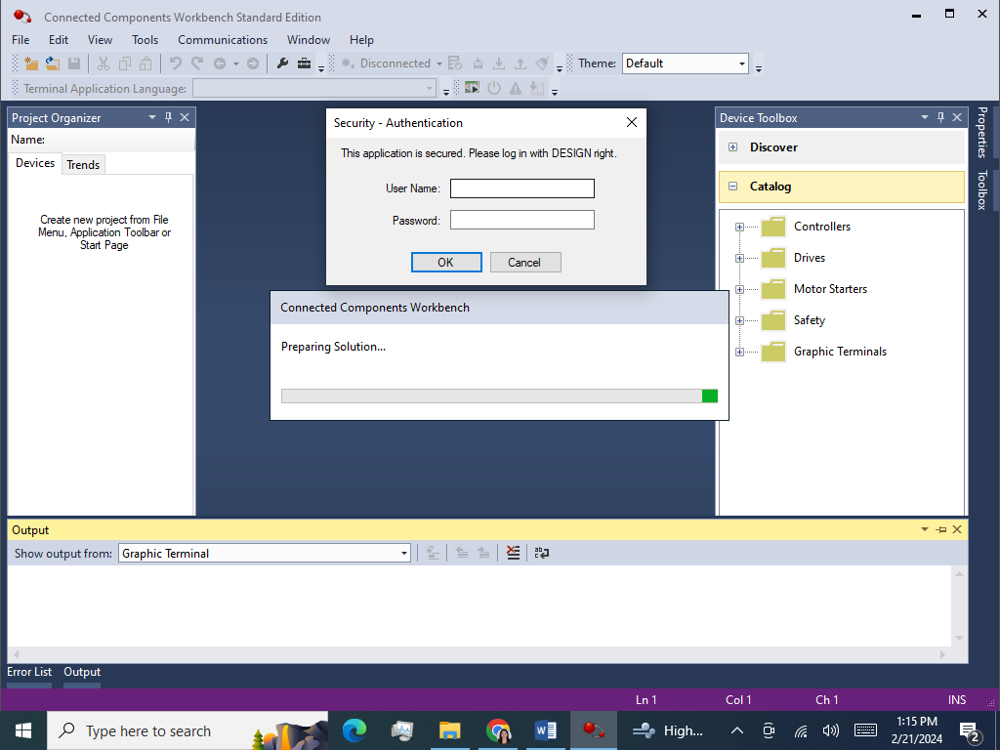 Connected Components Workbench Standard Edition
File Edit View Tools Communications Window Help
Disconnected Theme: Default
Terminal Application Language:
Project Organizer
Name:
Devices Trends
Create new project from File
Menu, Application Toolbar or
Start Page
Security - Authentication
This application is secured. Please log in with DESIGN right.
User Name:
Password:
OK Cancel
Connected Components Workbench
Preparing Solution...
Device Toolbox
Discover
Catalog
Controllers
Drives
Motor Starters
Safety
Graphic Terminals
Properties
Toolbox
Output
Show output from: Graphic Terminal
Error List Output
Ln 1 Col 1 Ch 1 INS
Type here to search
High...
1:15 PM
2/21/2024
2